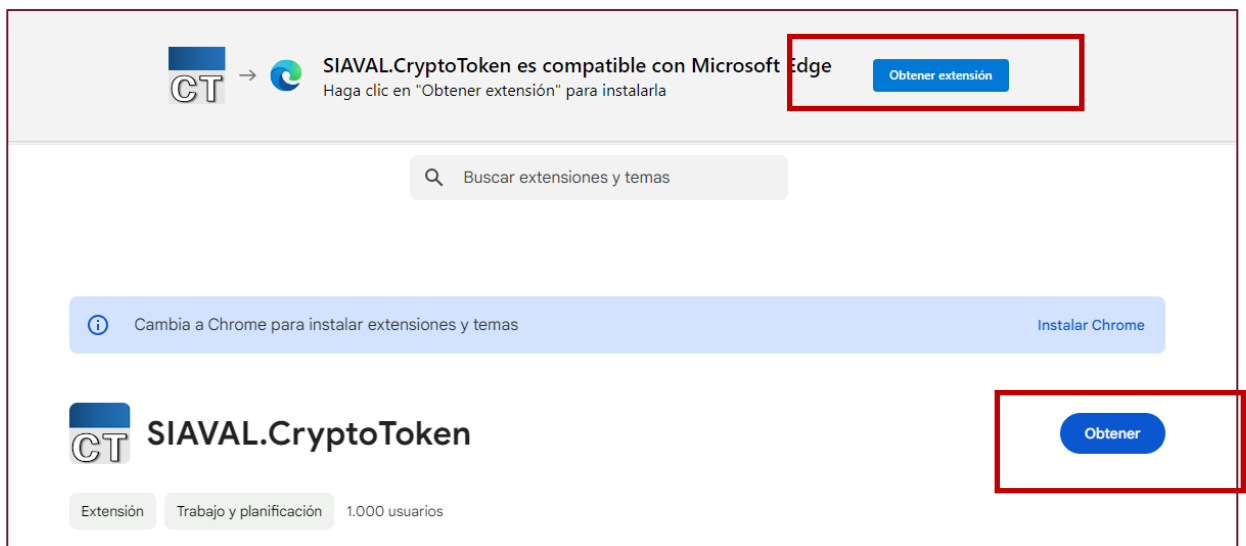 CT
SIAVAL.CryptoToken es compatible con Microsoft Edge
Haga clic en "Obtener extensión" para instalarla
Obtener extensión
Buscar extensiones y temas
Cambia a Chrome para instalar extensiones y temas
Instalar Chrome
CT
SIAVAL.CryptoToken
Obtener
Extensión
Trabajo y planificación
1.000 usuarios